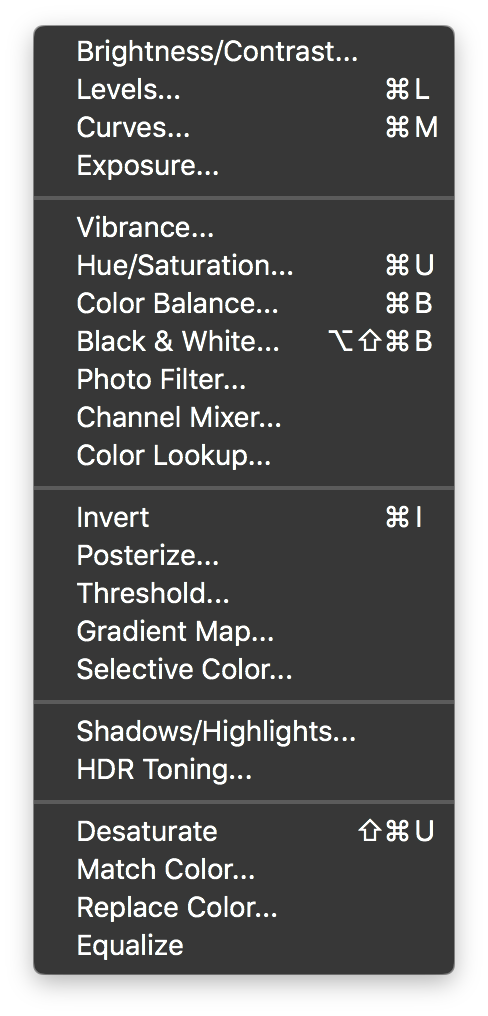 Brightness/Contrast...
Levels... ⌘L
Curves... ⌘M
Exposure...
Vibrance...
Hue/Saturation... ⌘U
Color Balance... ⌘B
Black & White... ⌥⇧⌘B
Photo Filter...
Channel Mixer...
Color Lookup...
Invert ⌘I
Posterize...
Threshold...
Gradient Map...
Selective Color...
Shadows/Highlights...
HDR Toning...
Desaturate ⇧⌘U
Match Color...
Replace Color...
Equalize